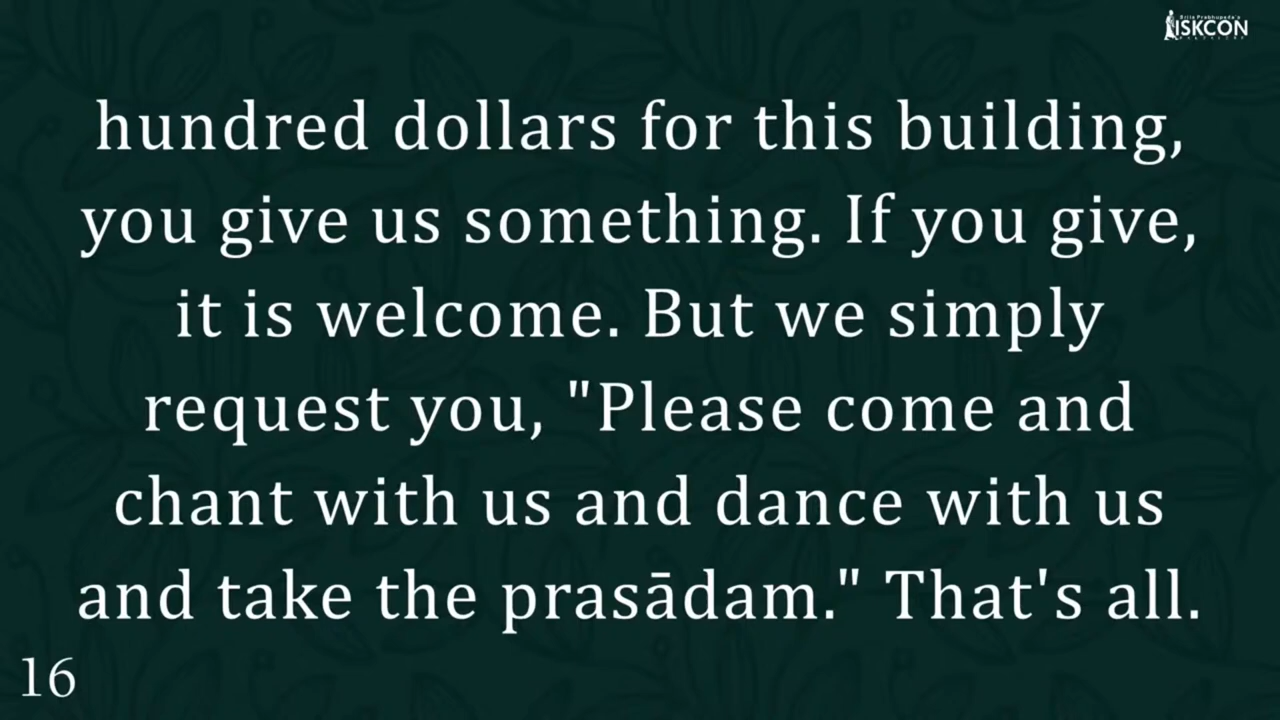 Srila Prabhupada's
ISKCON
hundred dollars for this building,
you give us something. If you give,
it is welcome. But we simply
request you, "Please come and
chant with us and dance with us
and take the prasādam." That's all.
16